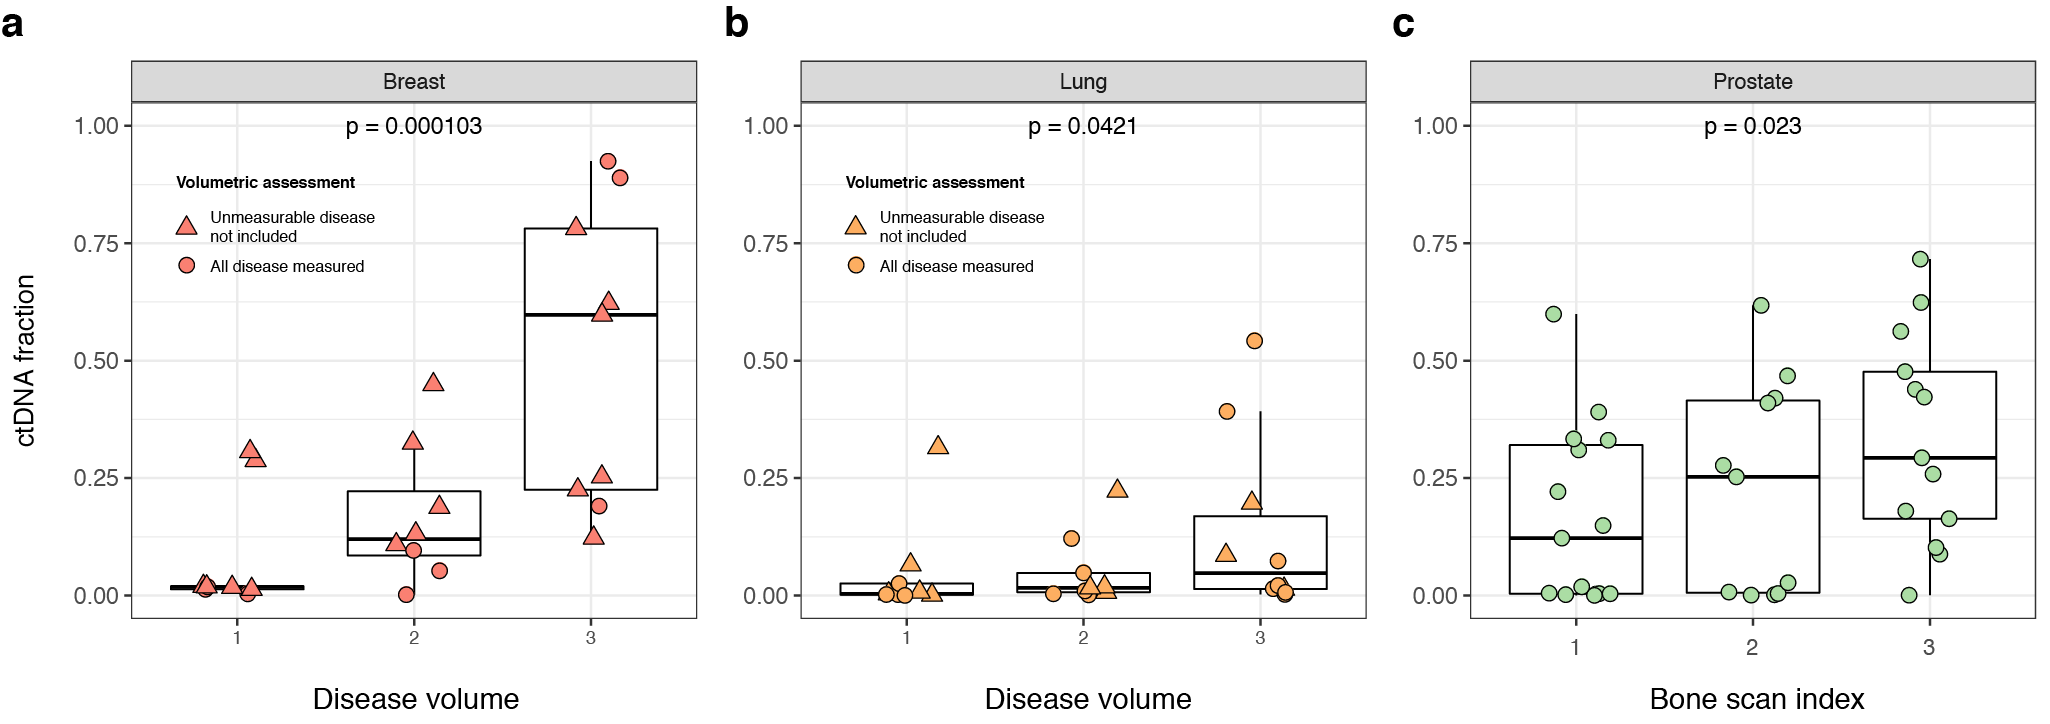 a
b
c
Breast
Lung
Prostate
p = 0.000103
p = 0.0421
p = 0.023
ctDNA fraction
1.00
0.75
0.50
0.25
0.00
Volumetric assessment
Unmeasurable disease
not included
All disease measured
1
2
3
Disease volume
1.00
0.75
0.50
0.25
0.00
Volumetric assessment
Unmeasurable disease
not included
All disease measured
1
2
3
Disease volume
1.00
0.75
0.50
0.25
0.00
1
2
3
Bone scan index